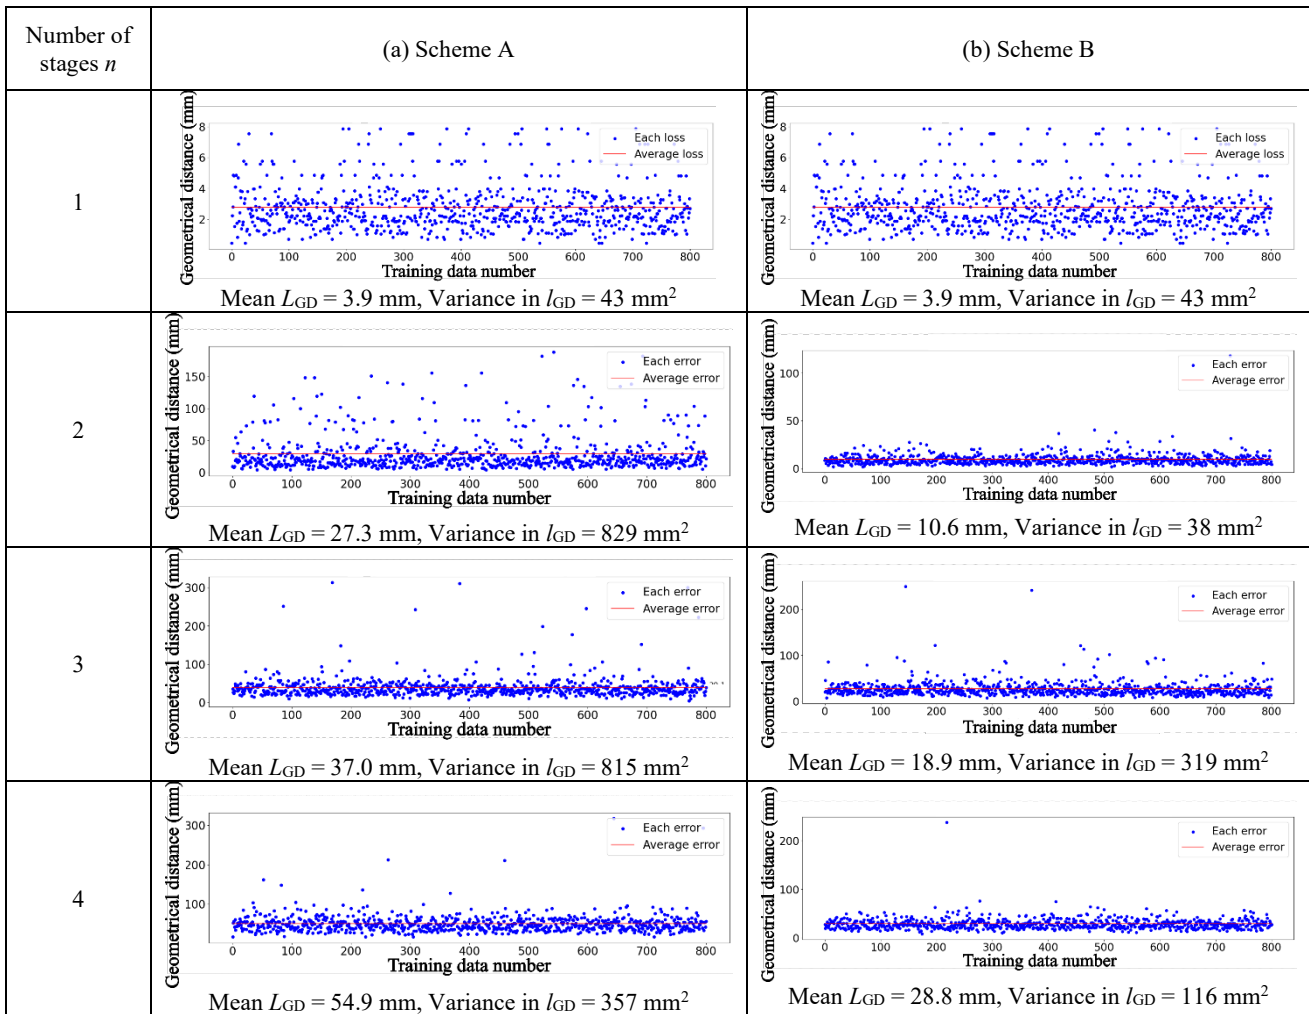 Number of
stages n
(a) Scheme A
(b) Scheme B
1
Geometrical distance (mm)
8
6
4
2
0
100
200
300
400
500
600
700
800
Each loss
Average loss
Training data number
Mean LGD = 3.9 mm, Variance in lGD = 43 mm²
Geometrical distance (mm)
8
6
4
2
0
100
200
300
400
500
600
700
800
Each loss
Average loss
Training data number
Mean LGD = 3.9 mm, Variance in lGD = 43 mm²
2
Geometrical distance (mm)
150
100
50
0
0
100
200
300
400
500
600
700
800
Each error
Average error
Training data number
Mean LGD = 27.3 mm, Variance in lGD = 829 mm²
Geometrical distance (mm)
100
50
0
0
100
200
300
400
500
600
700
800
Each error
Average error
Training data number
Mean LGD = 10.6 mm, Variance in lGD = 38 mm²
3
Geometrical distance (mm)
300
200
100
0
0
100
200
300
400
500
600
700
800
Each error
Average error
Training data number
Mean LGD = 37.0 mm, Variance in lGD = 815 mm²
Geometrical distance (mm)
200
100
0
0
100
200
300
400
500
600
700
800
Each error
Average error
Training data number
Mean LGD = 18.9 mm, Variance in lGD = 319 mm²
4
Geometrical distance (mm)
300
200
100
0
100
200
300
400
500
600
700
800
Each error
Average error
Training data number
Mean LGD = 54.9 mm, Variance in lGD = 357 mm²
Geometrical distance (mm)
200
100
0
0
100
200
300
400
500
600
700
800
Each error
Average error
Training data number
Mean LGD = 28.8 mm, Variance in lGD = 116 mm²